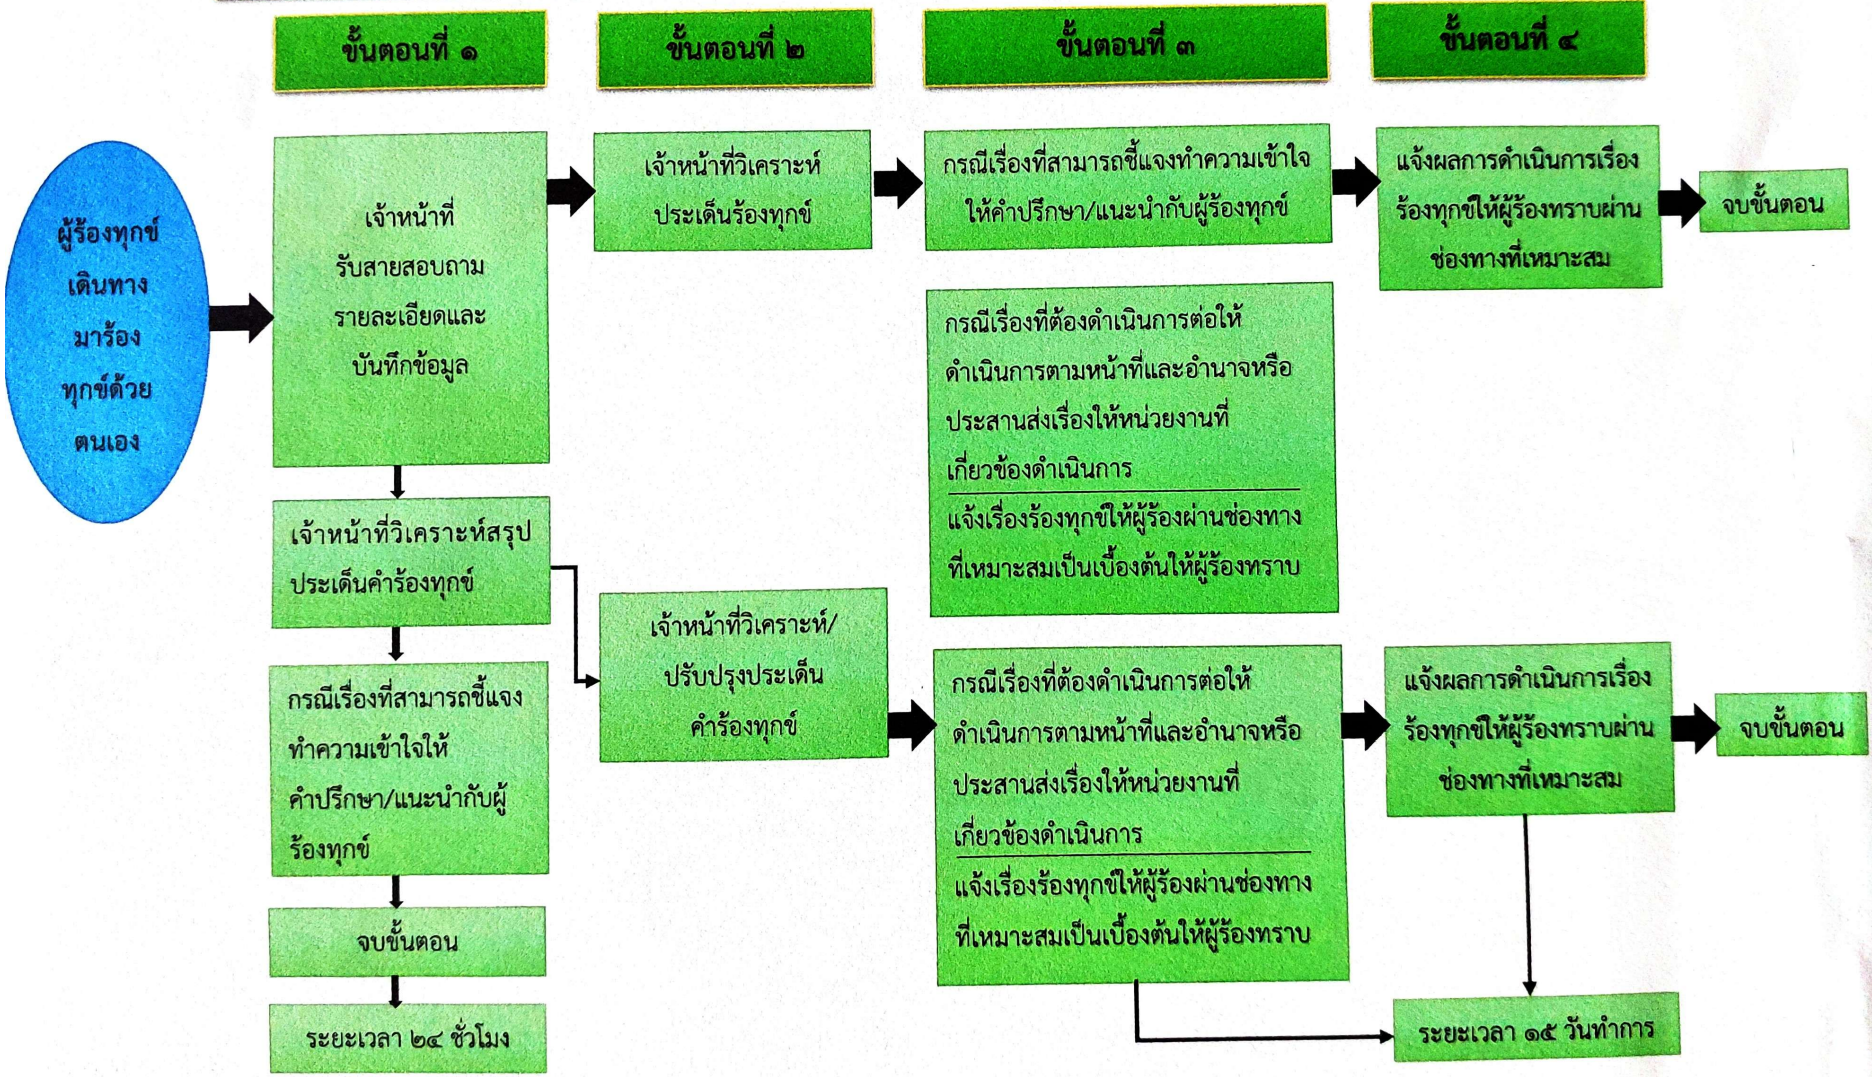 ขั้นตอนที่ ๑
ขั้นตอนที่ ๒
ขั้นตอนที่ ๓
ขั้นตอนที่ ๔
ผู้ร้องทุกข์
เดินทาง
มาร้อง
ทุกข์ด้วย
ตนเอง
เจ้าหน้าที่
รับสายสอบถาม
รายละเอียดและ
บันทึกข้อมูล
เจ้าหน้าที่วิเคราะห์
ประเด็นร้องทุกข์
กรณีเรื่องที่สามารถชี้แจงทำความเข้าใจ
ให้คำปรึกษา/แนะนำกับผู้ร้องทุกข์
แจ้งผลการดำเนินการเรื่อง
ร้องทุกข์ให้ผู้ร้องทราบผ่าน
ช่องทางที่เหมาะสม
จบขั้นตอน
กรณีเรื่องที่ต้องดำเนินการต่อให้
ดำเนินการตามหน้าที่และอำนาจหรือ
ประสานส่งเรื่องให้หน่วยงานที่
เกี่ยวข้องดำเนินการ
แจ้งเรื่องร้องทุกข์ให้ผู้ร้องผ่านช่องทาง
ที่เหมาะสมเป็นเบื้องต้นให้ผู้ร้องทราบ
เจ้าหน้าที่วิเคราะห์สรุป
ประเด็นคำร้องทุกข์
เจ้าหน้าที่วิเคราะห์/
ปรับปรุงประเด็น
คำร้องทุกข์
กรณีเรื่องที่ต้องดำเนินการต่อให้
ดำเนินการตามหน้าที่และอำนาจหรือ
ประสานส่งเรื่องให้หน่วยงานที่
เกี่ยวข้องดำเนินการ
แจ้งเรื่องร้องทุกข์ให้ผู้ร้องผ่านช่องทาง
ที่เหมาะสมเป็นเบื้องต้นให้ผู้ร้องทราบ
แจ้งผลการดำเนินการเรื่อง
ร้องทุกข์ให้ผู้ร้องทราบผ่าน
ช่องทางที่เหมาะสม
จบขั้นตอน
กรณีเรื่องที่สามารถชี้แจง
ทำความเข้าใจให้
คำปรึกษา/แนะนำกับผู้
ร้องทุกข์
จบขั้นตอน
ระยะเวลา ๒๔ ชั่วโมง
ระยะเวลา ๑๕ วันทำการ